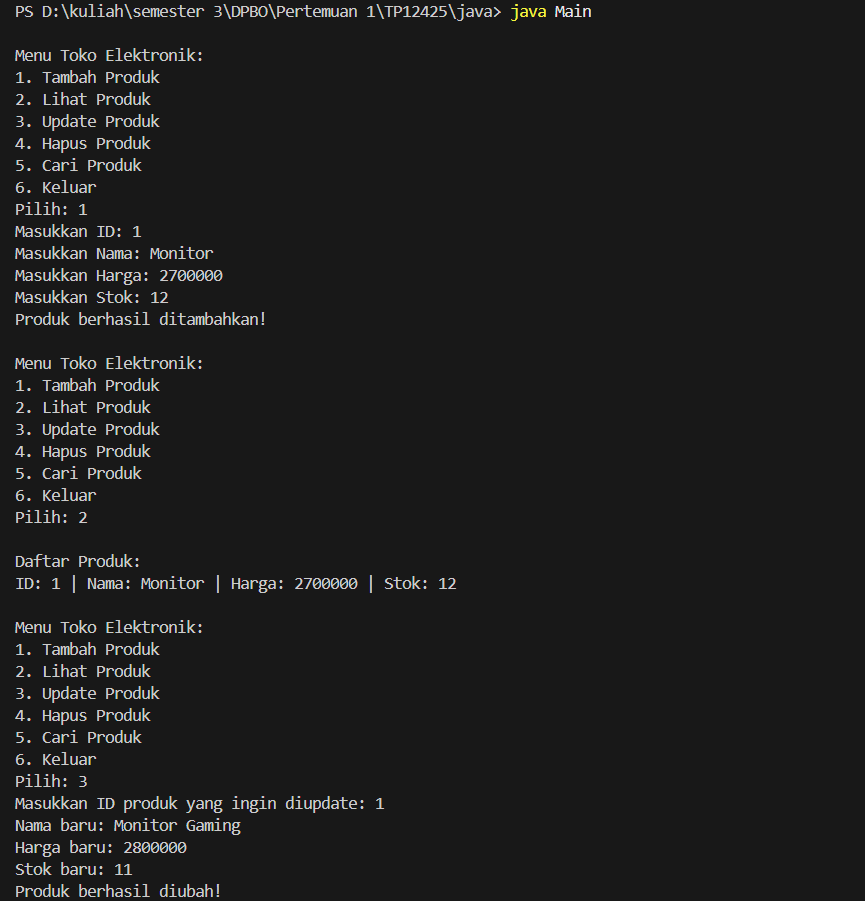 PS D:\kuliah\semester 3\DPBO\Pertemuan 1\TP12425\java> java Main
Menu Toko Elektronik:
1. Tambah Produk
2. Lihat Produk
3. Update Produk
4. Hapus Produk
5. Cari Produk
6. Keluar
Pilih: 1
Masukkan ID: 1
Masukkan Nama: Monitor
Masukkan Harga: 2700000
Masukkan Stok: 12
Produk berhasil ditambahkan!
Menu Toko Elektronik:
1. Tambah Produk
2. Lihat Produk
3. Update Produk
4. Hapus Produk
5. Cari Produk
6. Keluar
Pilih: 2
Daftar Produk:
ID: 1 | Nama: Monitor | Harga: 2700000 | Stok: 12
Menu Toko Elektronik:
1. Tambah Produk
2. Lihat Produk
3. Update Produk
4. Hapus Produk
5. Cari Produk
6. Keluar
Pilih: 3
Masukkan ID produk yang ingin diupdate: 1
Nama baru: Monitor Gaming
Harga baru: 2800000
Stok baru: 11
Produk berhasil diubah!